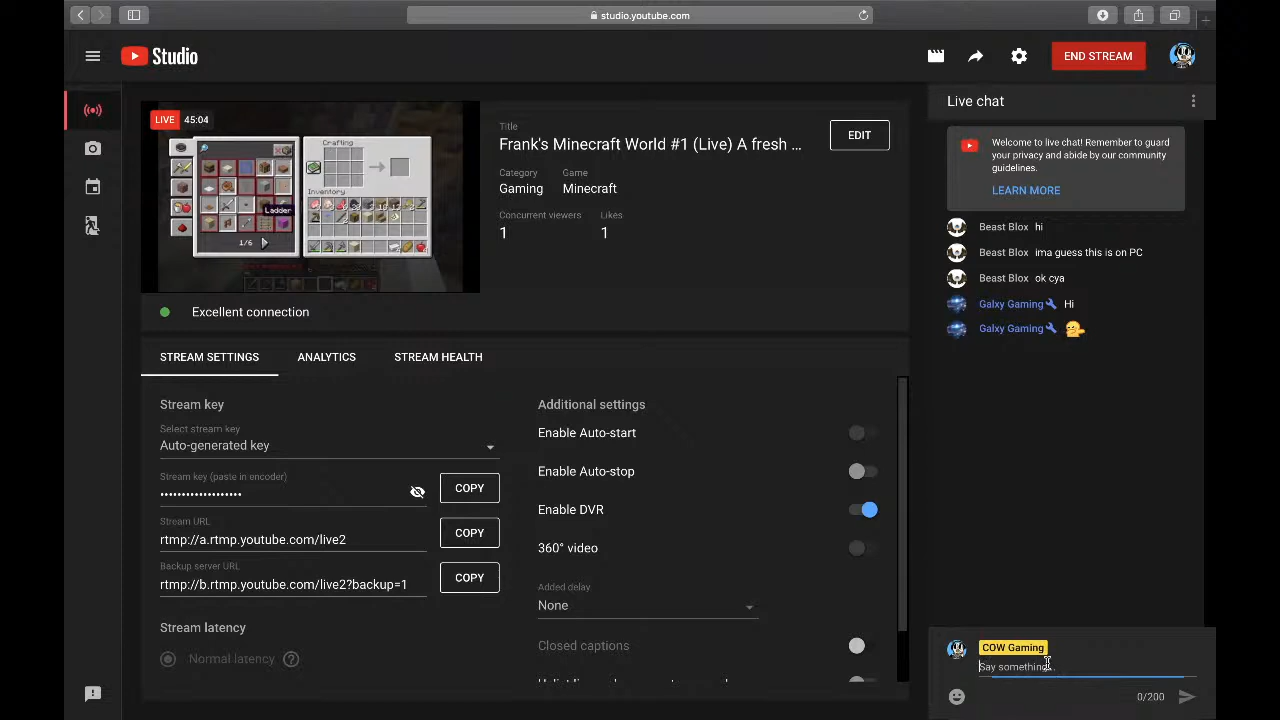 studio.youtube.com
Studio
END STREAM
LIVE 45:04
Crafting
Inventory
Ladder
1/6
Title
Frank's Minecraft World #1 (Live) A fresh ...
EDIT
Category
Game
Gaming
Minecraft
Concurrent viewers
Likes
1
1
Excellent connection
STREAM SETTINGS
ANALYTICS
STREAM HEALTH
Stream key
Select stream key
Auto-generated key
Stream key (paste in encoder)
••••••••••••••••••••
COPY
Stream URL
rtmp://a.rtmp.youtube.com/live2
COPY
Backup server URL
rtmp://b.rtmp.youtube.com/live2?backup=1
COPY
Stream latency
Normal latency
Additional settings
Enable Auto-start
Enable Auto-stop
Enable DVR
360° video
Added delay
None
Closed captions
Live chat
Welcome to live chat! Remember to guard
your privacy and abide by our community
guidelines.
LEARN MORE
Beast Blox hi
Beast Blox ima guess this is on PC
Beast Blox ok cya
Galxy Gaming Hi
Galxy Gaming
COW Gaming
Say something...
0/200